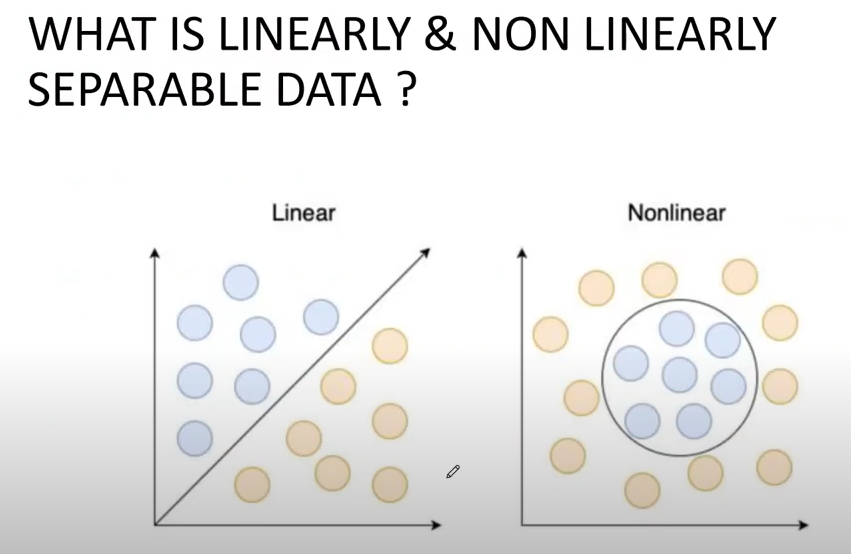 WHAT IS LINEARLY & NON LINEARLY
SEPARABLE DATA ?
Linear
Nonlinear